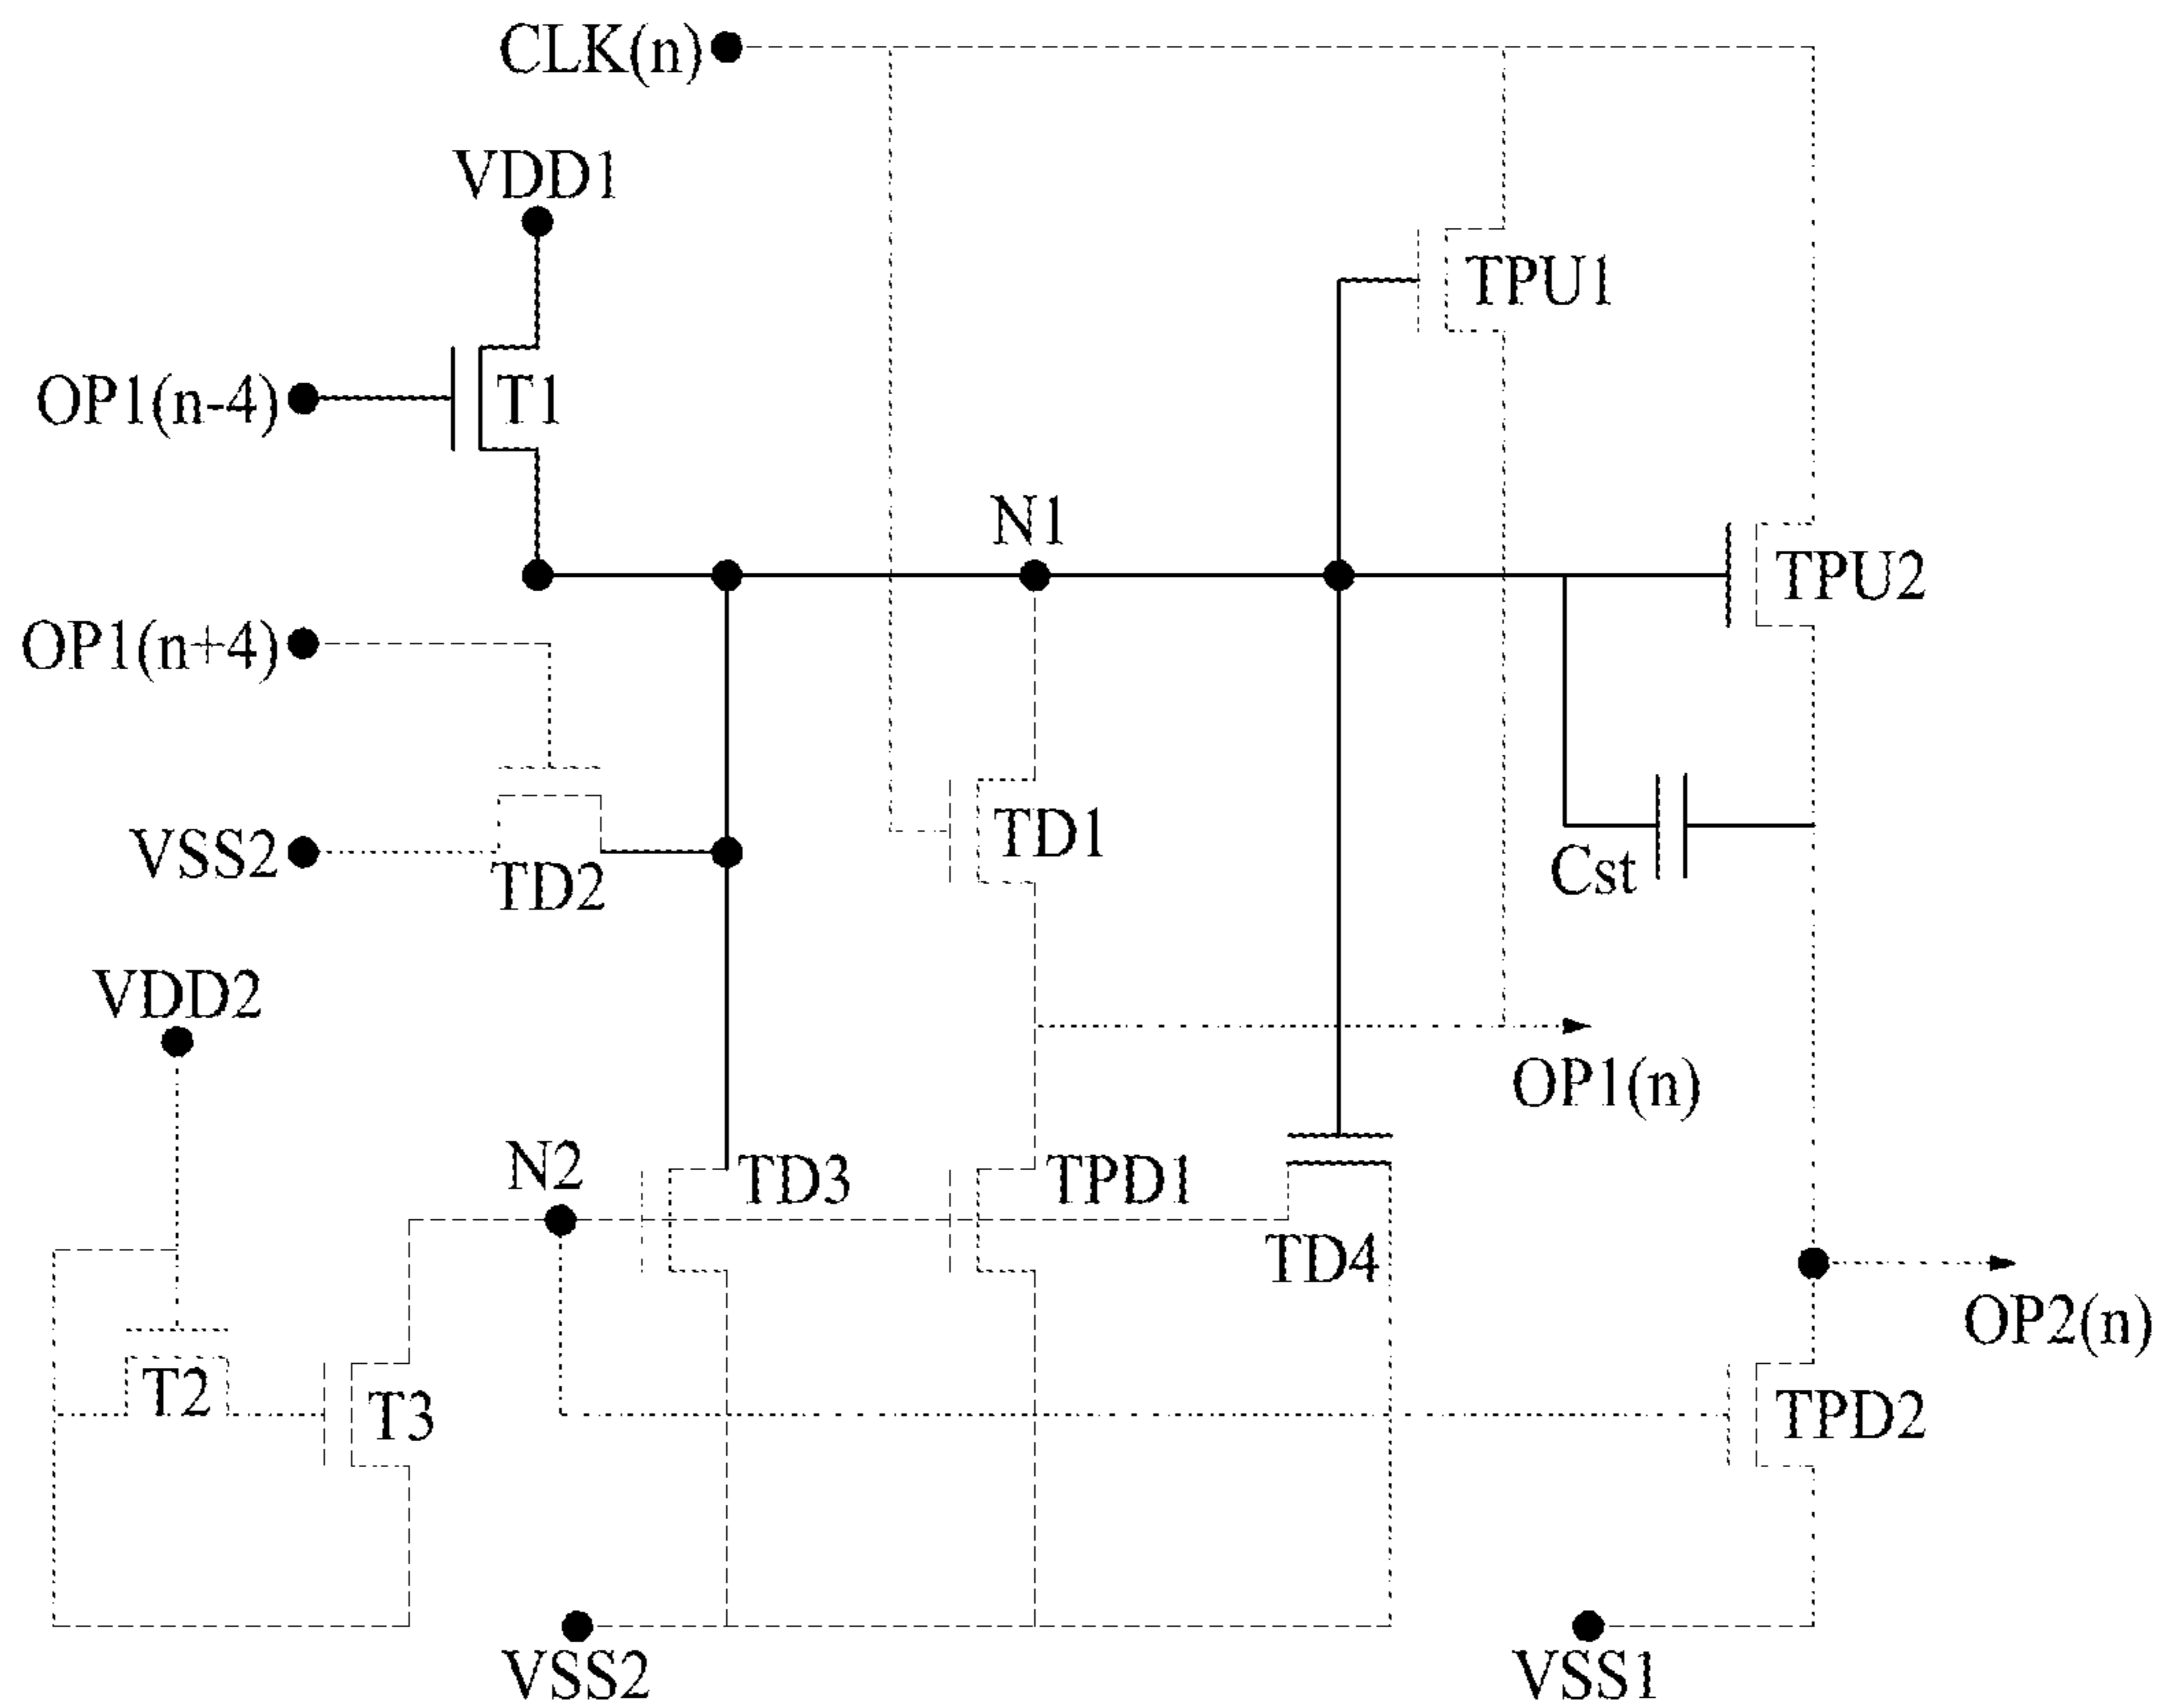 CLK(n)
VDD1
TPU1
OP1(n-4)
T1
N1
TPU2
OP1(n+4)
TD1
VSS2
TD2
Cst
VDD2
OP1(n)
N2
TD3
TPD1
TD4
OP2(n)
T2
T3
TPD2
VSS2
VSS1